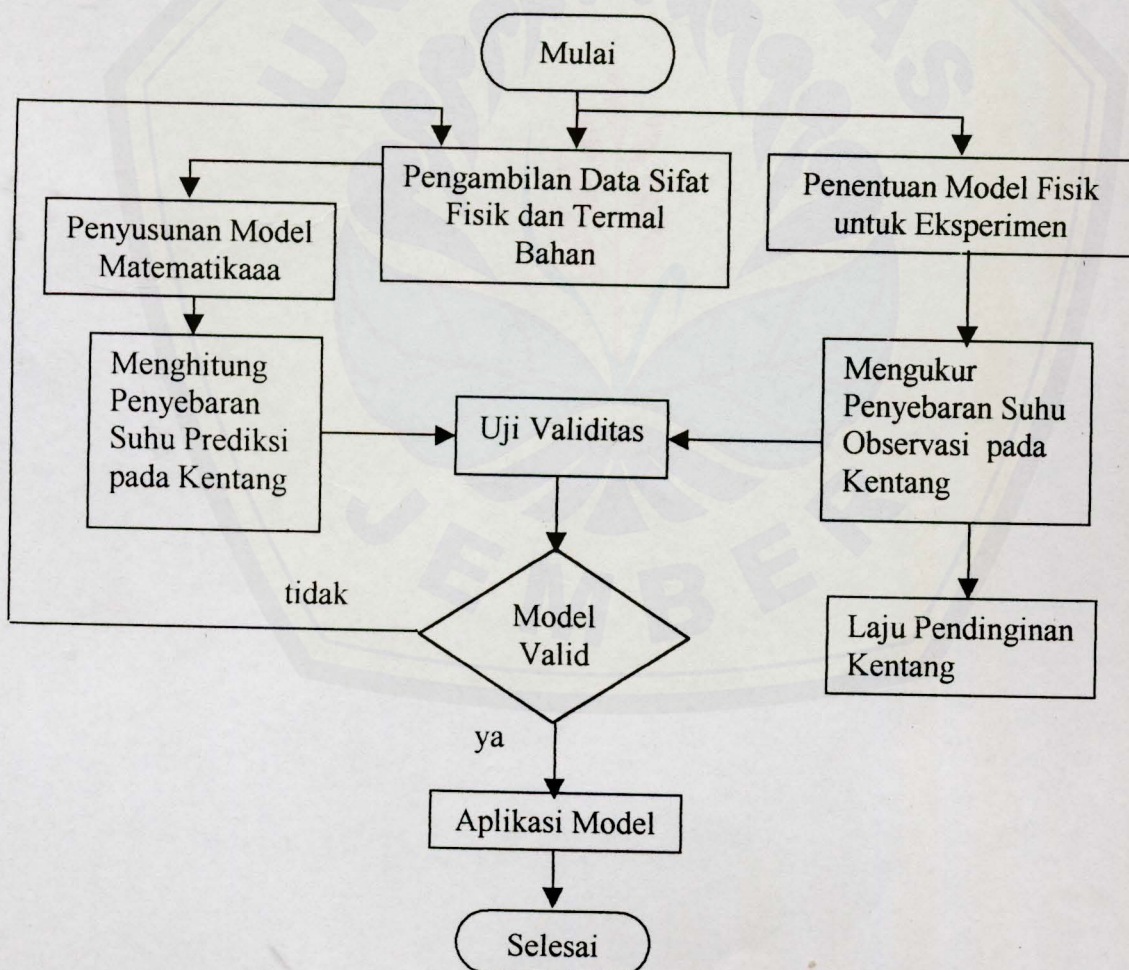 Mulai
Pengambilan Data Sifat
Fisik dan Termal
Bahan
Penentuan Model Fisik
untuk Eksperimen
Penyusunan Model
Matematikaaa
Menghitung
Penyebaran
Suhu Prediksi
pada Kentang
Uji Validitas
Mengukur
Penyebaran Suhu
Observasi pada
Kentang
tidak
Model
Valid
Laju Pendinginan
Kentang
ya
Aplikasi Model
Selesai
JEMBER